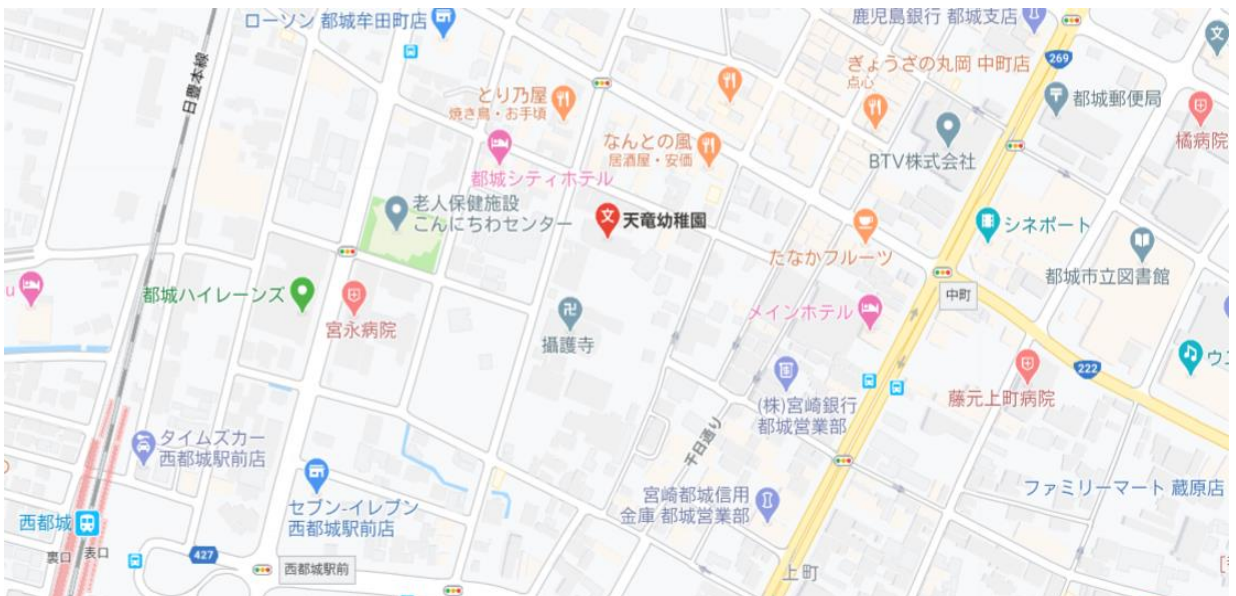 ローソン 都城牟田町店
鹿児島銀行 都城支店
269
ぎょうざの丸岡 中町店
点心
日豊本線
とり乃屋
焼き鳥・お手頃
都城郵便局
なんとの風
居酒屋・安価
BTV株式会社
橘病院
都城シティホテル
老人保健施設
こんにちわセンター
天竜幼稚園
シネポート
たなかフルーツ
都城市立図書館
u
都城ハイレーンズ
中町
宮永病院
メインホテル
攝護寺
222
(株)宮崎銀行
都城営業部
藤元上町病院
千日通り
タイムズカー
西都城駅前店
セブン-イレブン
西都城駅前店
宮崎都城信用
金庫 都城営業部
ファミリーマート 蔵原店
西都城
裏口
表口
427
西都城駅前
上町